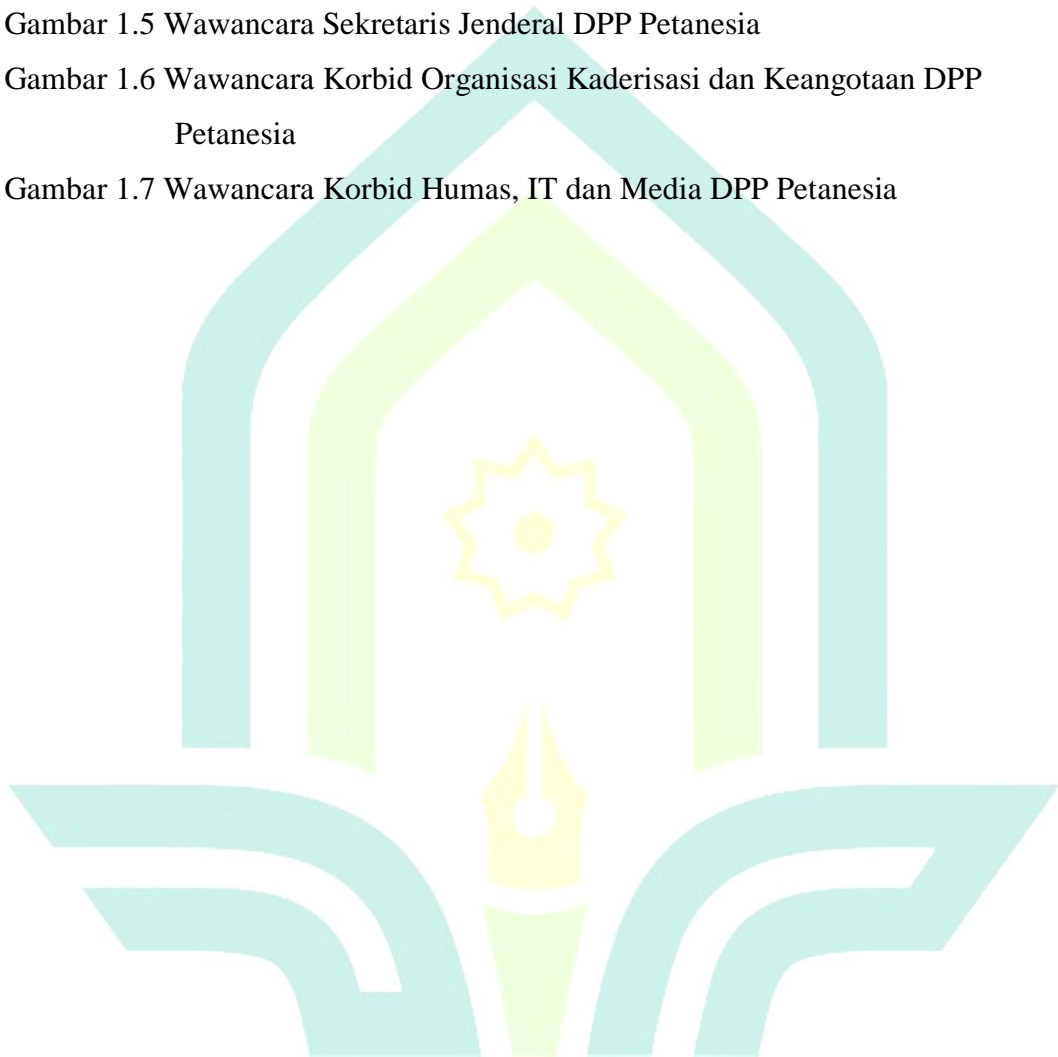 Gambar 1.5 Wawancara Sekretaris Jenderal DPP Petanesia
Gambar 1.6 Wawancara Korbid Organisasi Kaderisasi dan Keangotaan DPP
Petanesia
Gambar 1.7 Wawancara Korbid Humas, IT dan Media DPP Petanesia